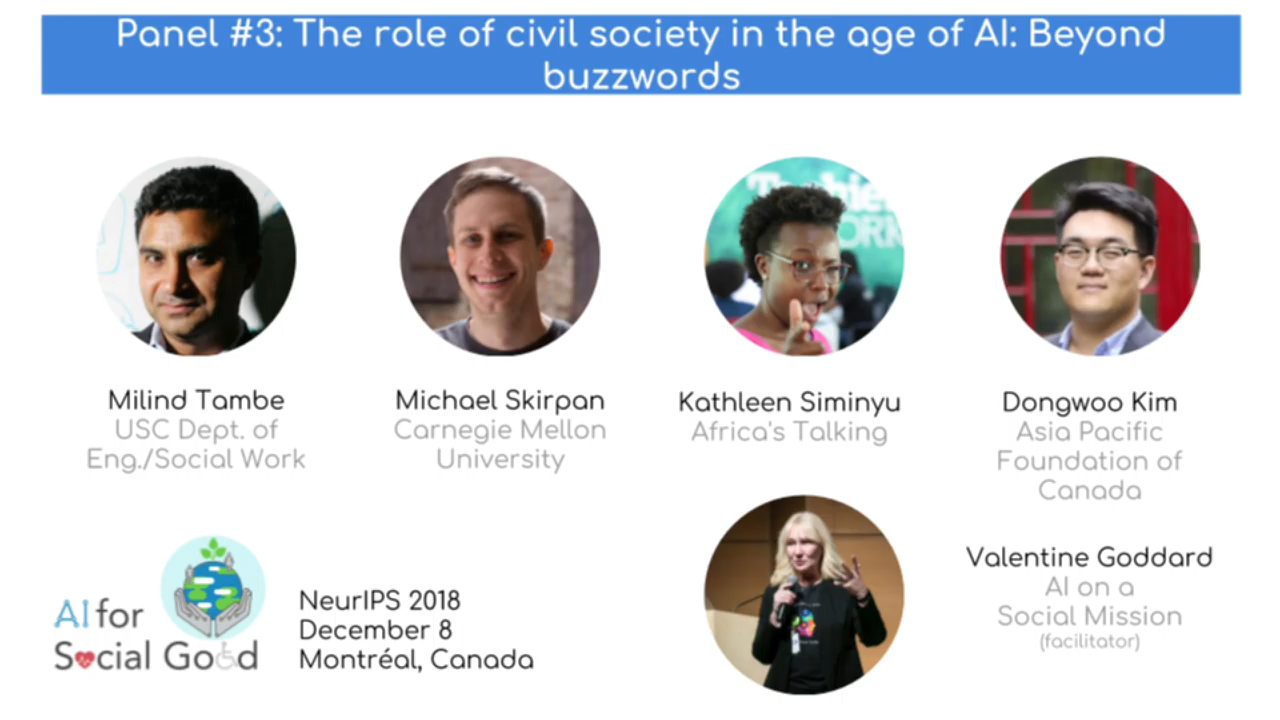 Panel #3: The role of civil society in the age of AI: Beyond
buzzwords
Milind Tambe
USC Dept. of
Eng./Social Work
Michael Skirpan
Carnegie Mellon
University
Kathleen Siminyu
Africa's Talking
Dongwoo Kim
Asia Pacific
Foundation of
Canada
Valentine Goddard
AI on a
Social Mission
(facilitator)
AI for
Social Good
NeurIPS 2018
December 8
Montréal, Canada